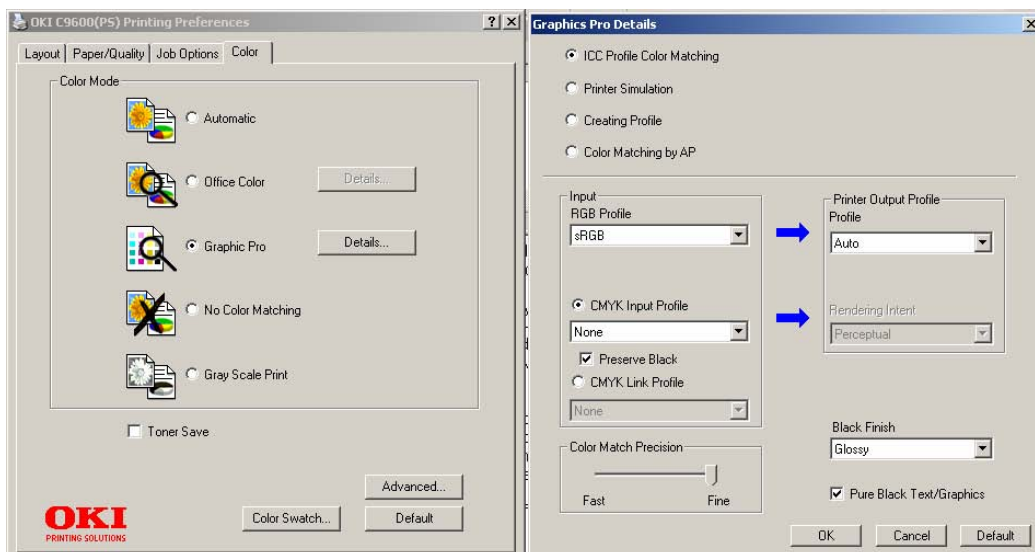 OKI C9600(PS) Printing Preferences
Layout
Paper/Quality
Job Options
Color
Color Mode
Automatic
Office Color
Details...
Graphic Pro
Details...
No Color Matching
Gray Scale Print
Toner Save
Advanced...
Color Swatch...
Default
OKI
PRINTING SOLUTIONS
Graphics Pro Details
ICC Profile Color Matching
Printer Simulation
Creating Profile
Color Matching by AP
Input
RGB Profile
sRGB
CMYK Input Profile
None
Preserve Black
CMYK Link Profile
None
Printer Output Profile
Profile
Auto
Rendering Intent
Perceptual
Color Match Precision
Fast
Fine
Black Finish
Glossy
Pure Black Text/Graphics
OK
Cancel
Default